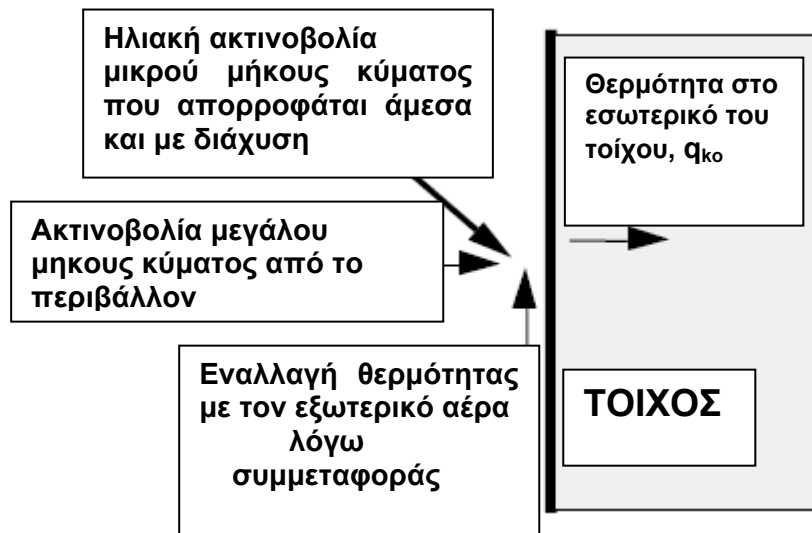 Ηλιακή ακτινοβολία
μικρού μήκους κύματος
που απορροφάται άμεσα
και με διάχυση
Θερμότητα στο
εσωτερικό του
τοίχου, qko
Ακτινοβολία μεγάλου
μηκους κύματος από το
περιβάλλον
Εναλλαγή θερμότητας
με τον εξωτερικό αέρα
λόγω
συμμεταφοράς
ΤΟΙΧΟΣ